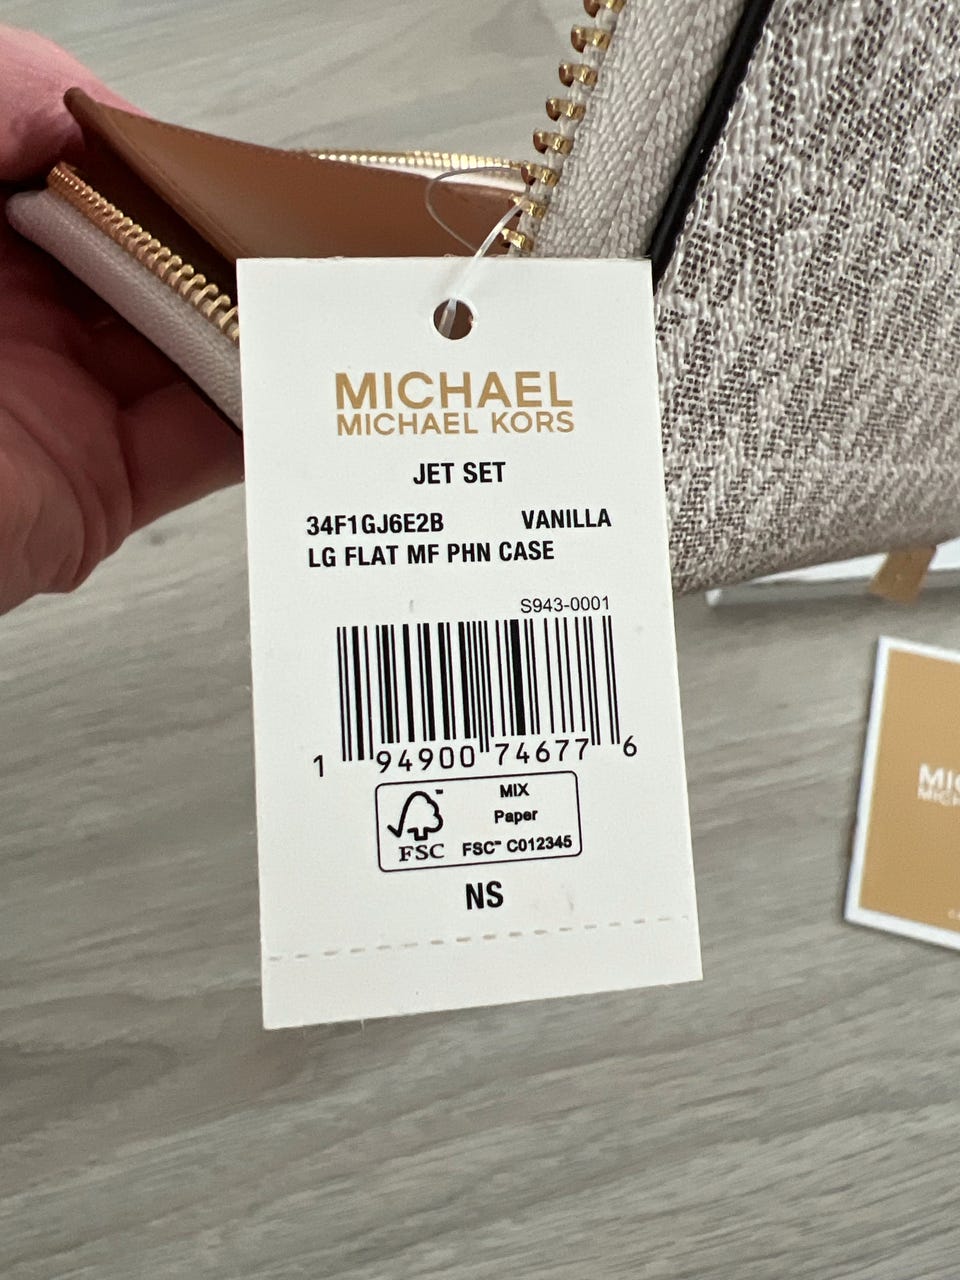 MICHAEL
MICHAEL KORS
JET SET
34F1GJ6E2B VANILLA
LG FLAT MF PHN CASE
S943-0001
1 94900 74677 6
FSC
MIX
Paper
FSC™ C012345
NS